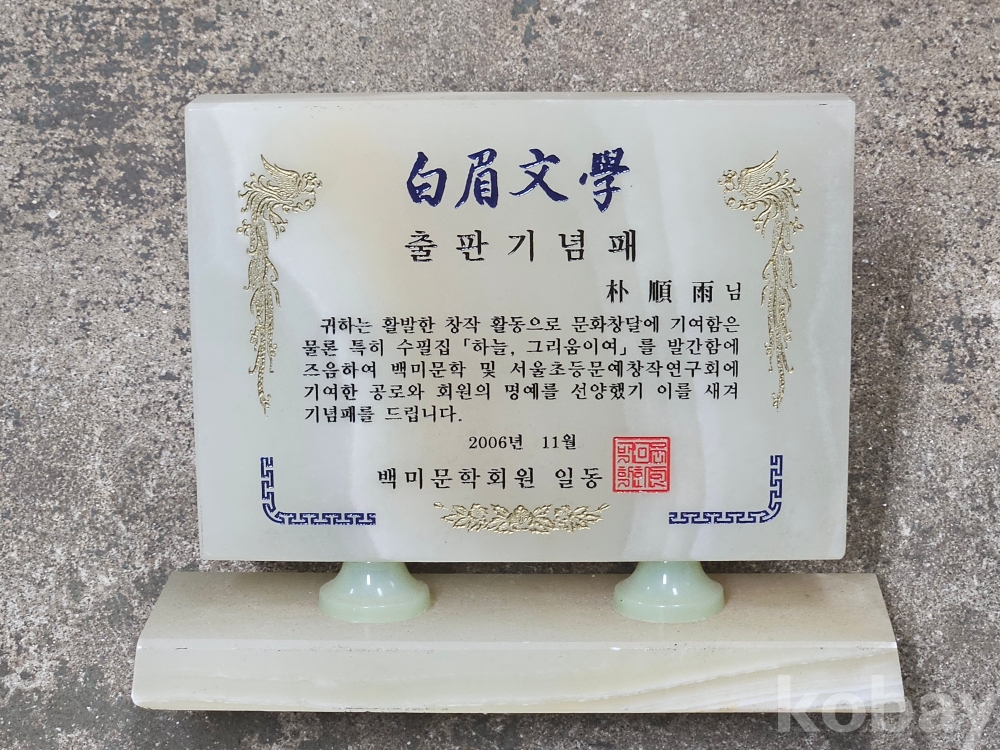 白眉文學
출판기념패
朴順雨님
귀하는 활발한 창작 활동으로 문화창달에 기여함은
물론 특히 수필집 「하늘, 그리움이여」를 발간함에
즈음하여 백미문학 및 서울초등문예창작연구회에
기여한 공로와 회원의 명예를 선양했기 이를 새겨
기념패를 드립니다.
2006년 11월
백미문학회원 일동
kobay